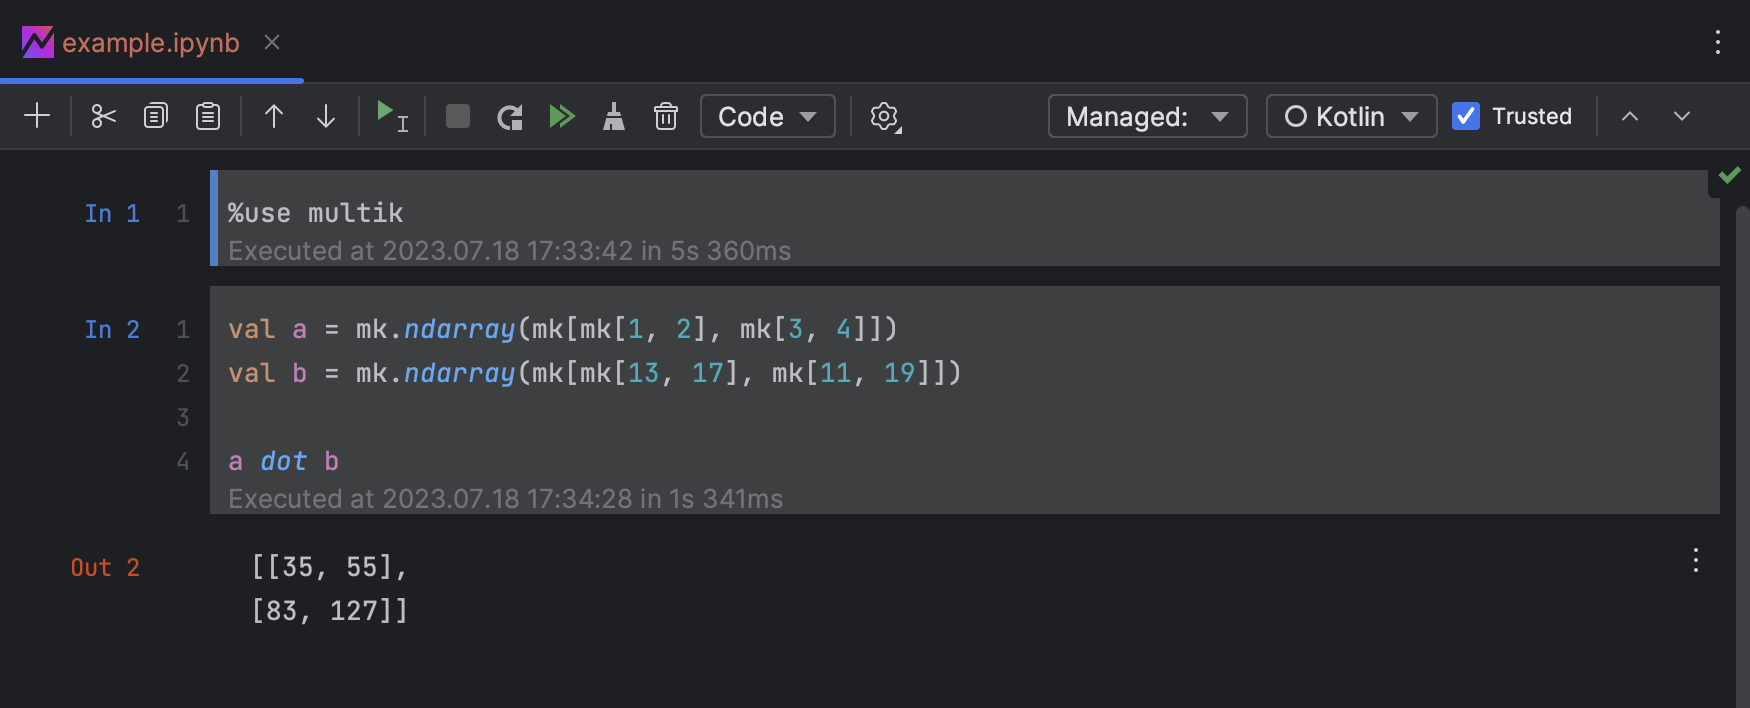 example.ipynb
Code Managed: Kotlin Trusted
In 1 1 %use multik
Executed at 2023.07.18 17:33:42 in 5s 360ms
In 2 1 val a = mk.ndarray(mk[mk[1, 2], mk[3, 4]])
2 val b = mk.ndarray(mk[mk[13, 17], mk[11, 19]])
3
4 a dot b
Executed at 2023.07.18 17:34:28 in 1s 341ms
Out 2 [[35, 55],
[83, 127]]